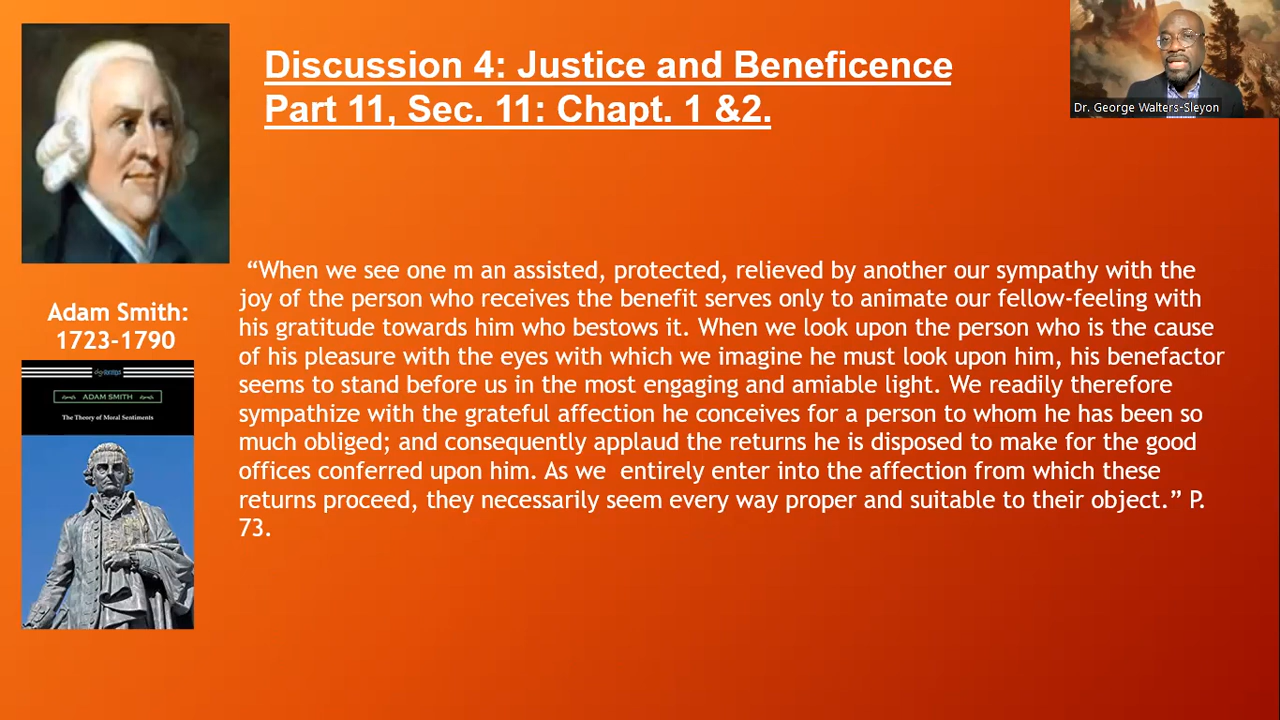 Discussion 4: Justice and Beneficence
Part 11, Sec. 11: Chapt. 1 &2.
Dr. George Walters-Sleyon
“When we see one m an assisted, protected, relieved by another our sympathy with the
joy of the person who receives the benefit serves only to animate our fellow-feeling with
his gratitude towards him who bestows it. When we look upon the person who is the cause
of his pleasure with the eyes with which we imagine he must look upon him, his benefactor
seems to stand before us in the most engaging and amiable light. We readily therefore
sympathize with the grateful affection he conceives for a person to whom he has been so
much obliged; and consequently applaud the returns he is disposed to make for the good
offices conferred upon him. As we  entirely enter into the affection from which these
returns proceed, they necessarily seem every way proper and suitable to their object.” P.
73.
Adam Smith:
1723-1790
ADAM SMITH
The Theory of Moral Sentiments